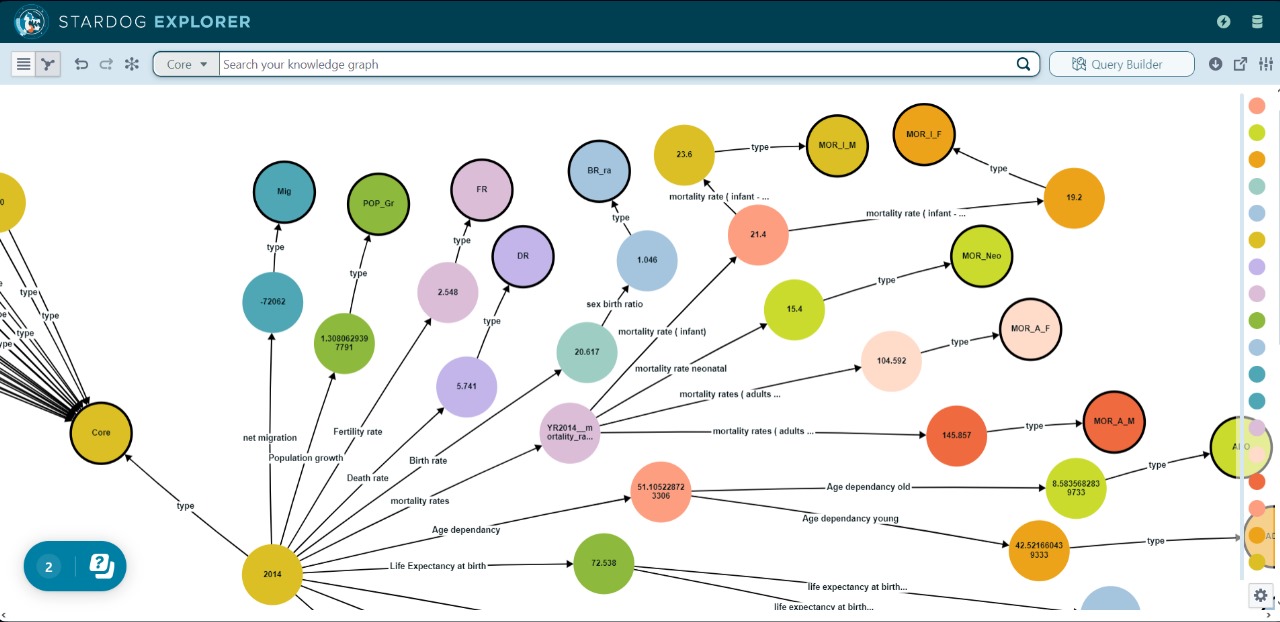 STARDOG EXPLORER
Core
Search your knowledge graph
Query Builder
MOR_I_F
23.6
type
MOR_I_M
type
BR_ra
FR
Mig
POP_Gr
mortality rate ( infant - ...
19.2
0
type
mortality rate ( infant - ...
21.4
type
type
DR
MOR_Neo
type
1.046
type
type
type
2.548
-72062
sex birth ratio
15.4
type
type
type
MOR_A_F
mortality rate ( infant)
1.308062939
7791
type
type
20.617
104.592
mortality rate neonatal
5.741
mortality rates ( adults ...
MOR_A_M
type
Core
YR2014__m
ortality_ra...
mortality rates ( adults ...
145.857
Fertility rate
net migration
Population growth
Birth rate
type
Death rate
51.10522872
3306
Age dependancy old
8.583568283
9733
mortality rates
type
Age dependancy young
Age dependancy
type
42.52166043
9333
Life Expectancy at birth
72.538
2
2014
life expectancy at birth...
life expectancy at birth...